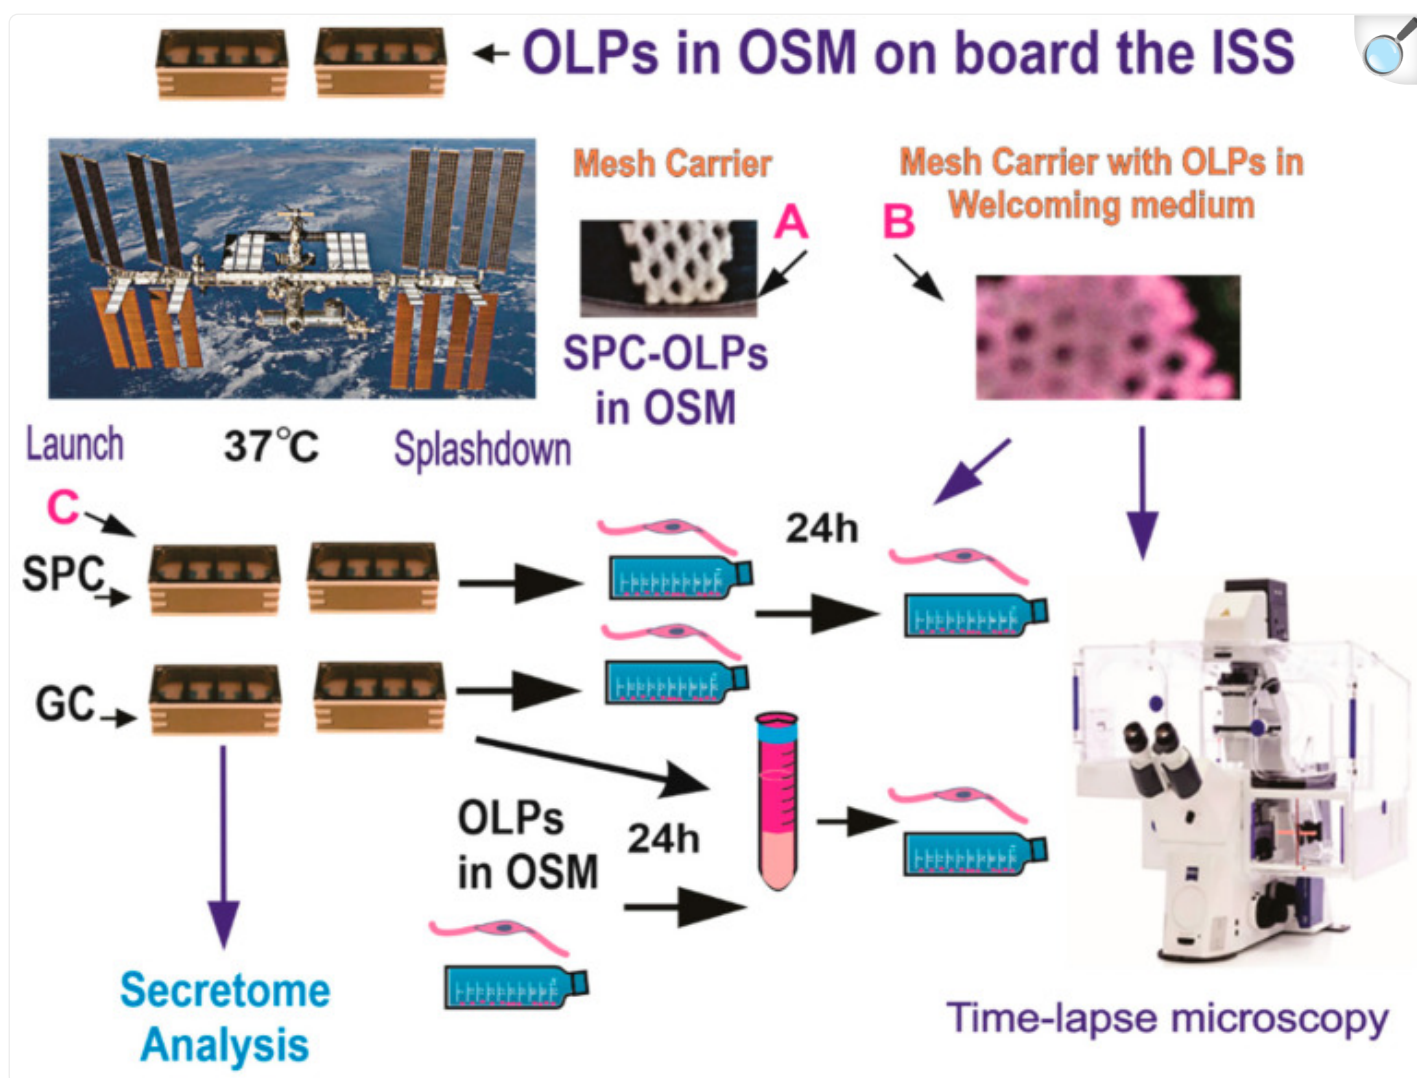 OLPs in OSM on board the ISS
Mesh Carrier
Mesh Carrier with OLPs in
Welcoming medium
A
B
SPC-OLPs
in OSM
Launch
37°C
Splashdown
C
SPC
24h
GC
OLPs
in OSM
24h
Secretome
Analysis
Time-lapse microscopy